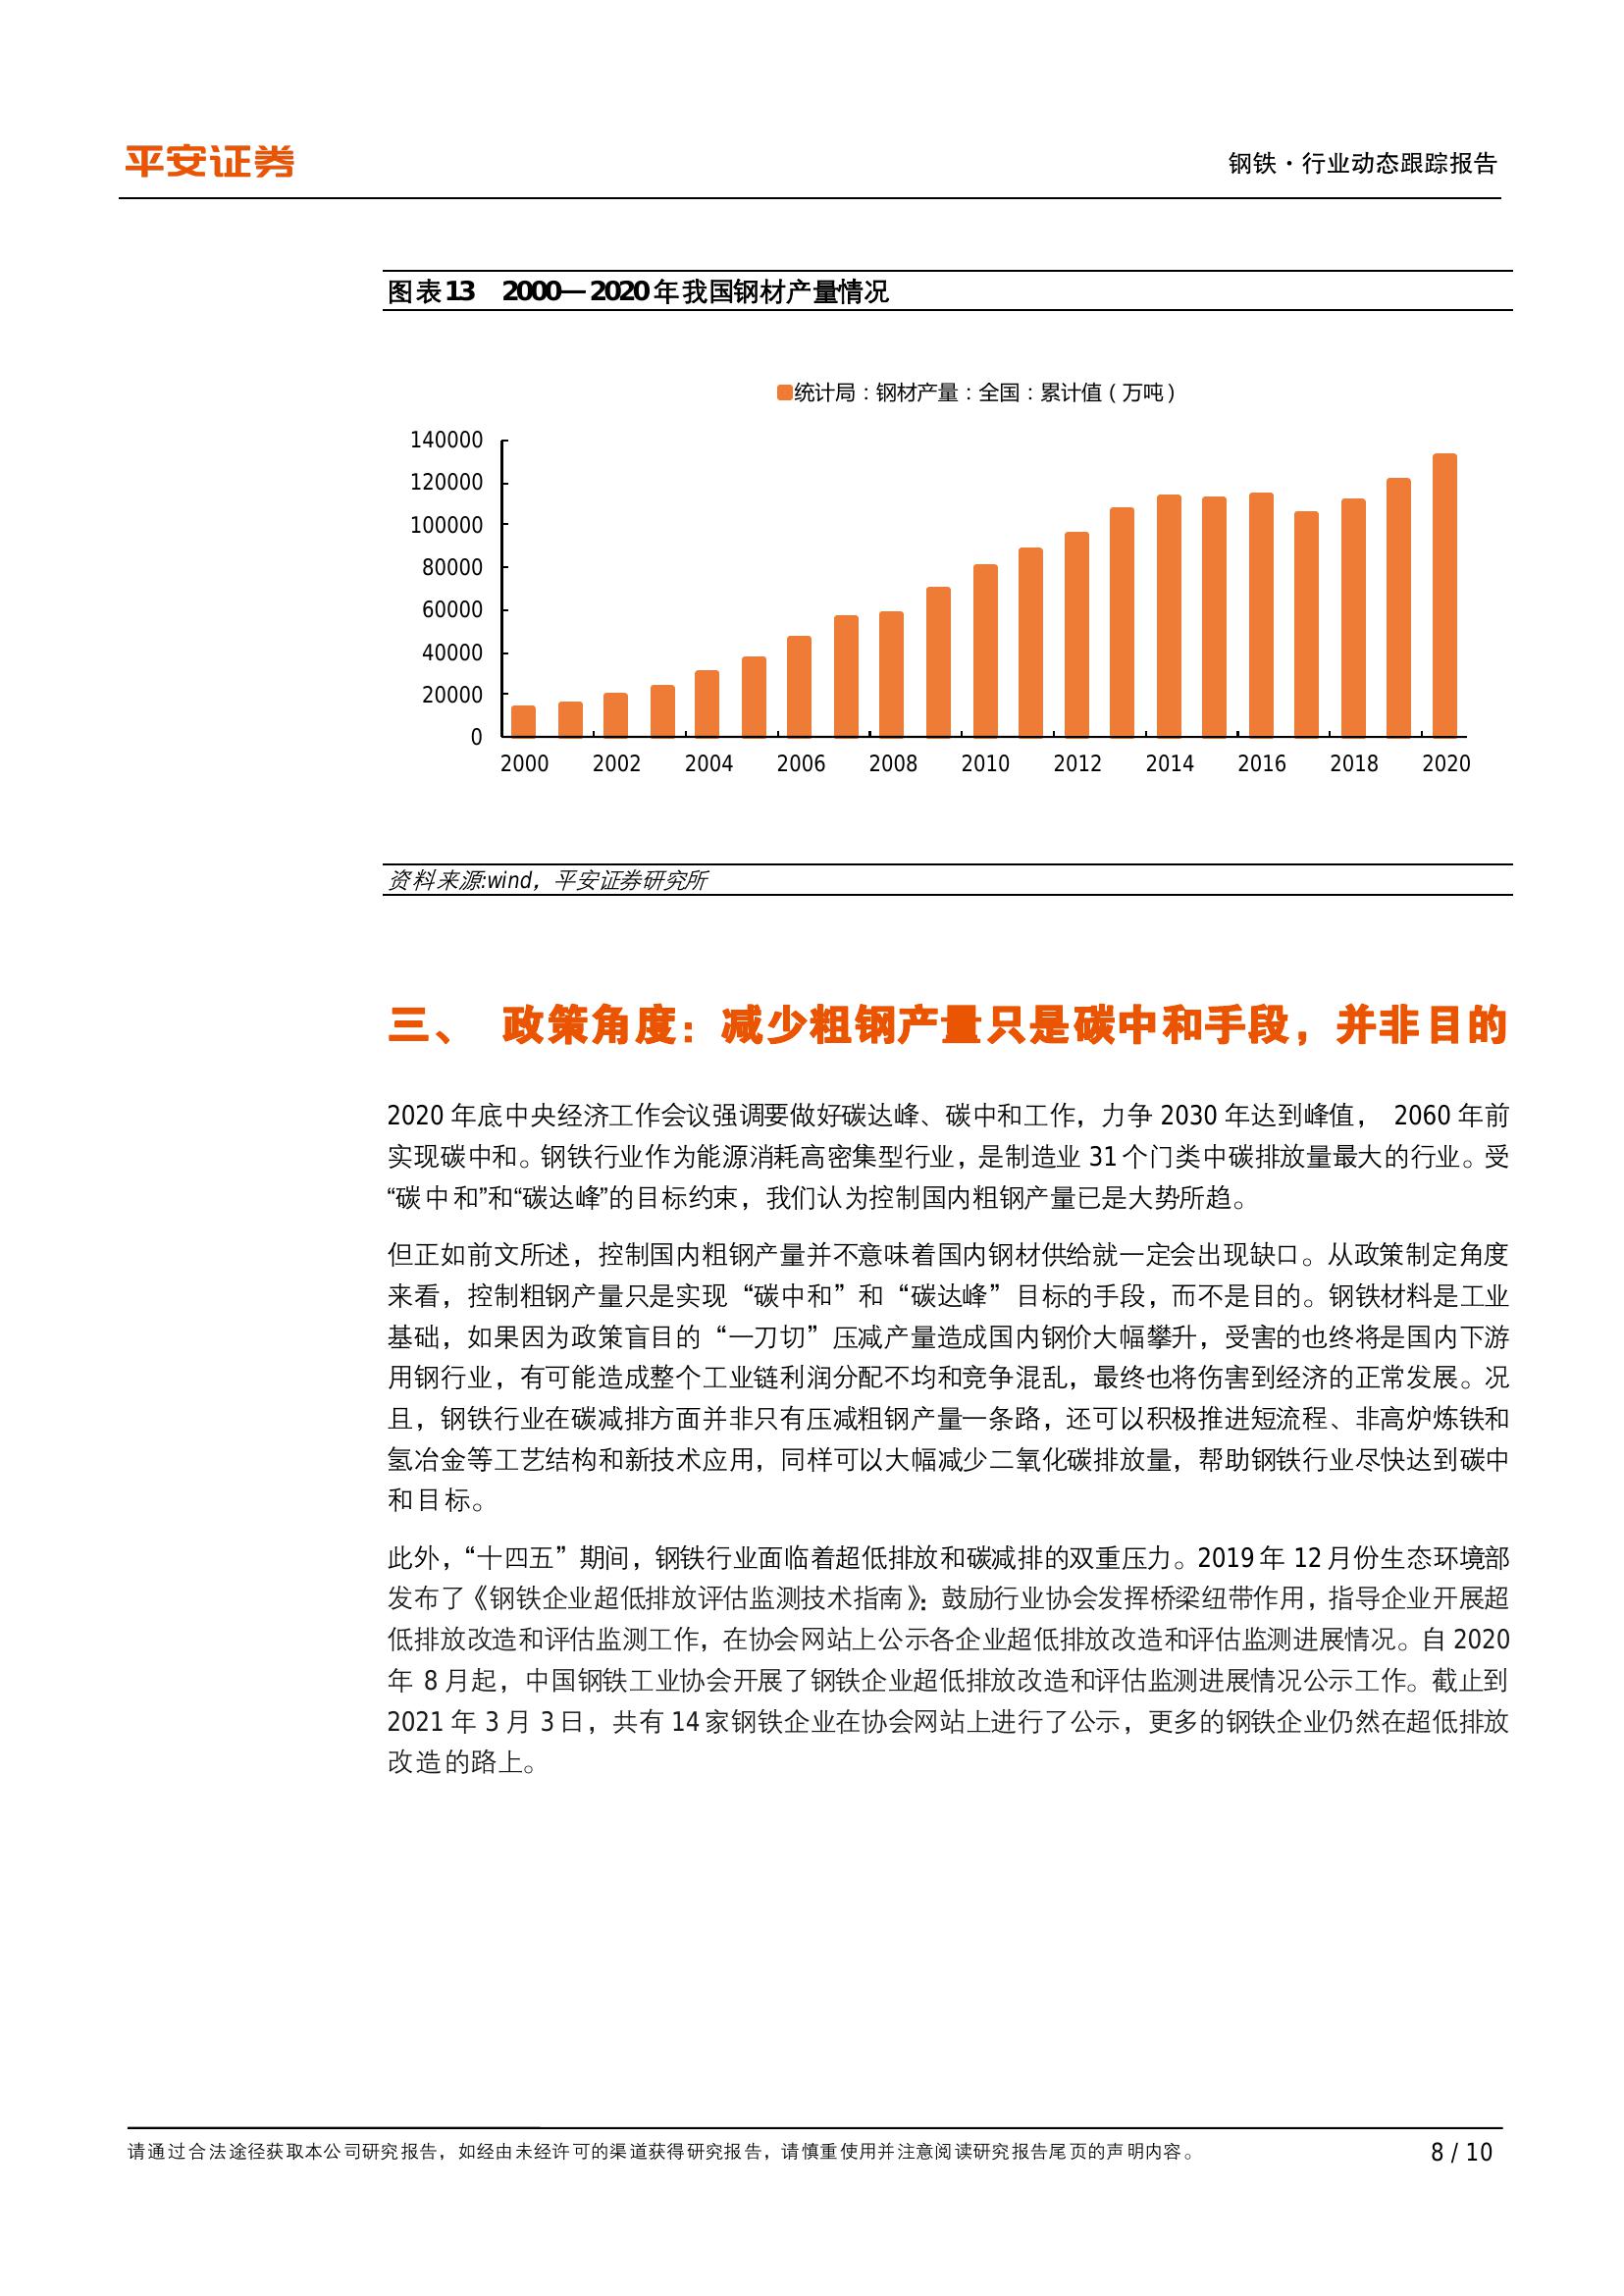 平安证券
钢铁·行业动态跟踪报告
图表13 2000—2020年我国钢材产量情况
统计局：钢材产量：全国：累计值（万吨）
140000
120000
100000
80000
60000
40000
20000
0
2000 2002 2004 2006 2008 2010 2012 2014 2016 2018 2020
资料来源:wind，平安证券研究所
三、 政策角度：减少粗钢产量只是碳中和手段，并非目的
2020 年底中央经济工作会议强调要做好碳达峰、碳中和工作，力争 2030 年达到峰值， 2060 年前
实现碳中和。钢铁行业作为能源消耗高密集型行业，是制造业 31 个门类中碳排放量最大的行业。受
“碳中和”和“碳达峰”的目标约束，我们认为控制国内粗钢产量已是大势所趋。
但正如前文所述，控制国内粗钢产量并不意味着国内钢材供给就一定会出现缺口。从政策制定角度
来看，控制粗钢产量只是实现“碳中和”和“碳达峰”目标的手段，而不是目的。钢铁材料是工业
基础，如果因为政策盲目的“一刀切”压减产量造成国内钢价大幅攀升，受害的也终将是国内下游
用钢行业，有可能造成整个工业链利润分配不均和竞争混乱，最终也将伤害到经济的正常发展。况
且，钢铁行业在碳减排方面并非只有压减粗钢产量一条路，还可以积极推进短流程、非高炉炼铁和
氢冶金等工艺结构和新技术应用，同样可以大幅减少二氧化碳排放量，帮助钢铁行业尽快达到碳中
和目标。
此外，“十四五”期间，钢铁行业面临着超低排放和碳减排的双重压力。2019 年 12 月份生态环境部
发布了《钢铁企业超低排放评估监测技术指南》：鼓励行业协会发挥桥梁纽带作用，指导企业开展超
低排放改造和评估监测工作，在协会网站上公示各企业超低排放改造和评估监测进展情况。自 2020
年 8 月起，中国钢铁工业协会开展了钢铁企业超低排放改造和评估监测进展情况公示工作。截止到
2021 年 3 月 3 日，共有 14 家钢铁企业在协会网站上进行了公示，更多的钢铁企业仍然在超低排放
改造的路上。
请通过合法途径获取本公司研究报告，如经由未经许可的渠道获得研究报告，请慎重使用并注意阅读研究报告尾页的声明内容。
8 / 10